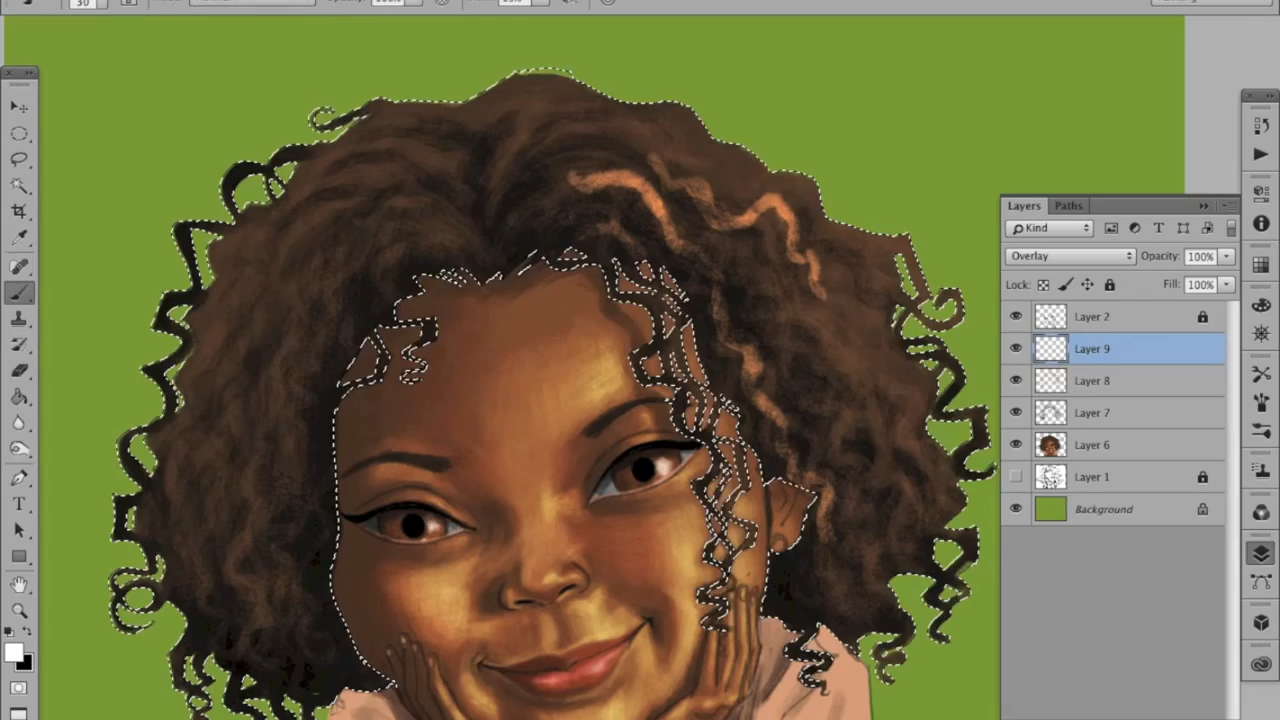 30
Layers Paths
Kind
Overlay Opacity: 100%
Lock: Fill: 100%
Layer 2
Layer 9
Layer 8
Layer 7
Layer 6
Layer 1
Background